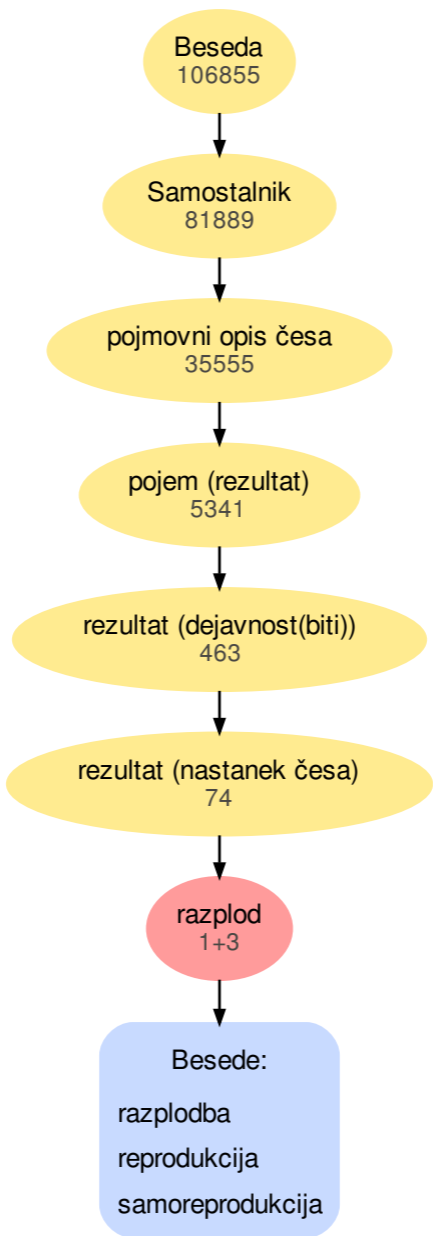 Beseda
106855
Samostalnik
81889
pojmovni opis česa
35555
pojem (rezultat)
5341
rezultat (dejavnost(biti))
463
rezultat (nastanek česa)
74
razplod
1+3
Besede:
razplodba
reprodukcija
samoreprodukcija